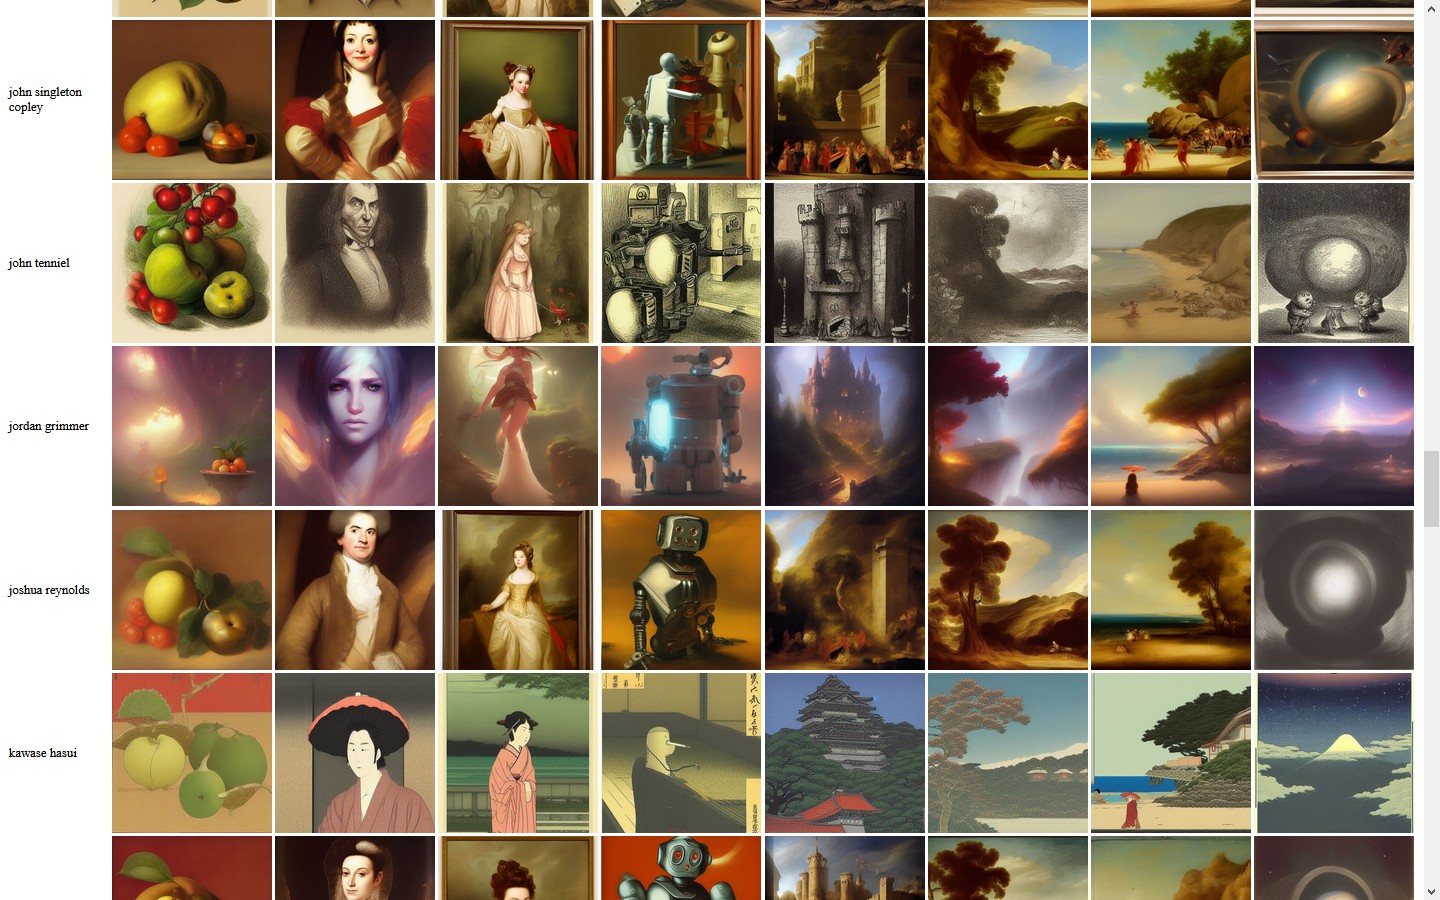 john singleton
copley
john tenniel
jordan grimmer
joshua reynolds
kawase hasui